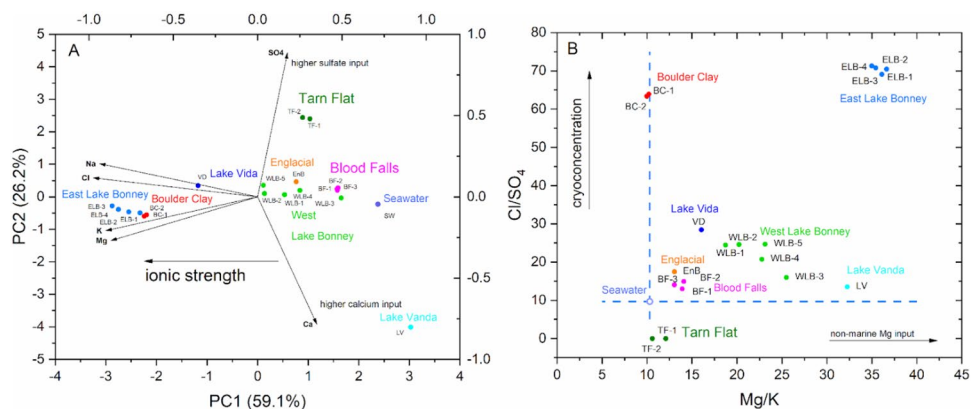 -1.0 -0.5 0.0 0.5 1.0
A
SO4
higher sulfate input
Tarn Flat
TF-2
TF-1
Na
Cl
Lake Vida
VD
Englacial
EnB
Blood Falls
BF-2
BF-1
BF-3
WLB-5
WLB-4
WLB-2
WLB-1
WLB-3
West
Lake Bonney
Seawater
SW
East Lake Bonney
Boulder Clay
ELB-3
ELB-4
ELB-2
ELB-1
BC-2
BC-1
K
Mg
ionic strength
higher calcium input
Ca
Lake Vanda
LV
5
4
3
2
1
0
-1
-2
-3
-4
-5
1.0
0.5
0.0
-0.5
-1.0
PC2 (26.2%)
-4 -3 -2 -1 0 1 2 3 4
PC1 (59.1%)
B
80
70
60
50
40
30
20
10
0
-10
Cl/SO4
cryoconcentration
Boulder Clay
BC-1
BC-2
ELB-2
ELB-4
ELB-1
ELB-3
East Lake Bonney
Lake Vida
VD
West Lake Bonney
WLB-2
WLB-5
WLB-1
WLB-4
WLB-3
Englacial
EnB
BF-3
BF-2
BF-1
Blood Falls
Lake Vanda
LV
Seawater
Tarn Flat
TF-1
TF-2
non-marine Mg input
0 5 10 15 20 25 30 35 40 45
Mg/K